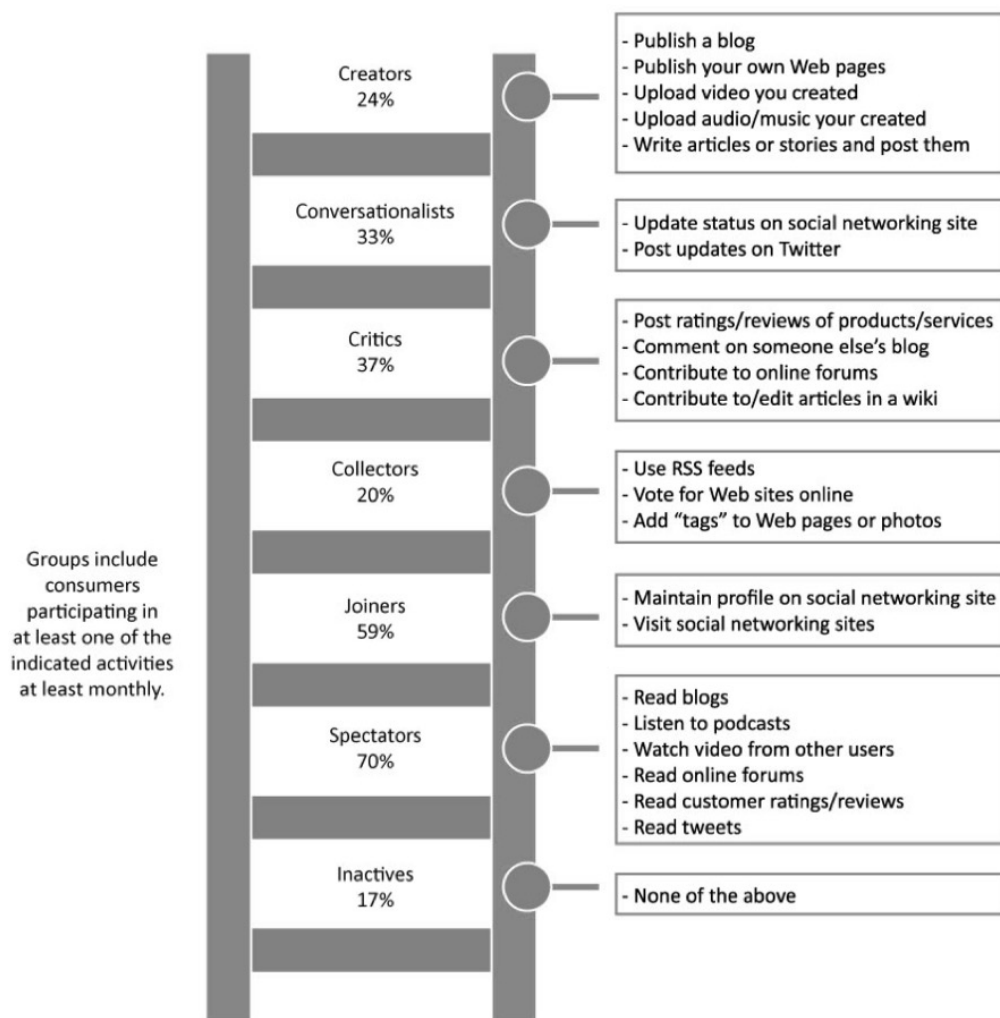 Creators
24%
- Publish a blog
- Publish your own Web pages
- Upload video you created
- Upload audio/music your created
- Write articles or stories and post them
Conversationalists
33%
- Update status on social networking site
- Post updates on Twitter
Critics
37%
- Post ratings/reviews of products/services
- Comment on someone else's blog
- Contribute to online forums
- Contribute to/edit articles in a wiki
Collectors
20%
- Use RSS feeds
- Vote for Web sites online
- Add “tags” to Web pages or photos
Groups include
consumers
participating in
at least one of the
indicated activities
at least monthly.
Joiners
59%
- Maintain profile on social networking site
- Visit social networking sites
Spectators
70%
- Read blogs
- Listen to podcasts
- Watch video from other users
- Read online forums
- Read customer ratings/reviews
- Read tweets
Inactives
17%
- None of the above